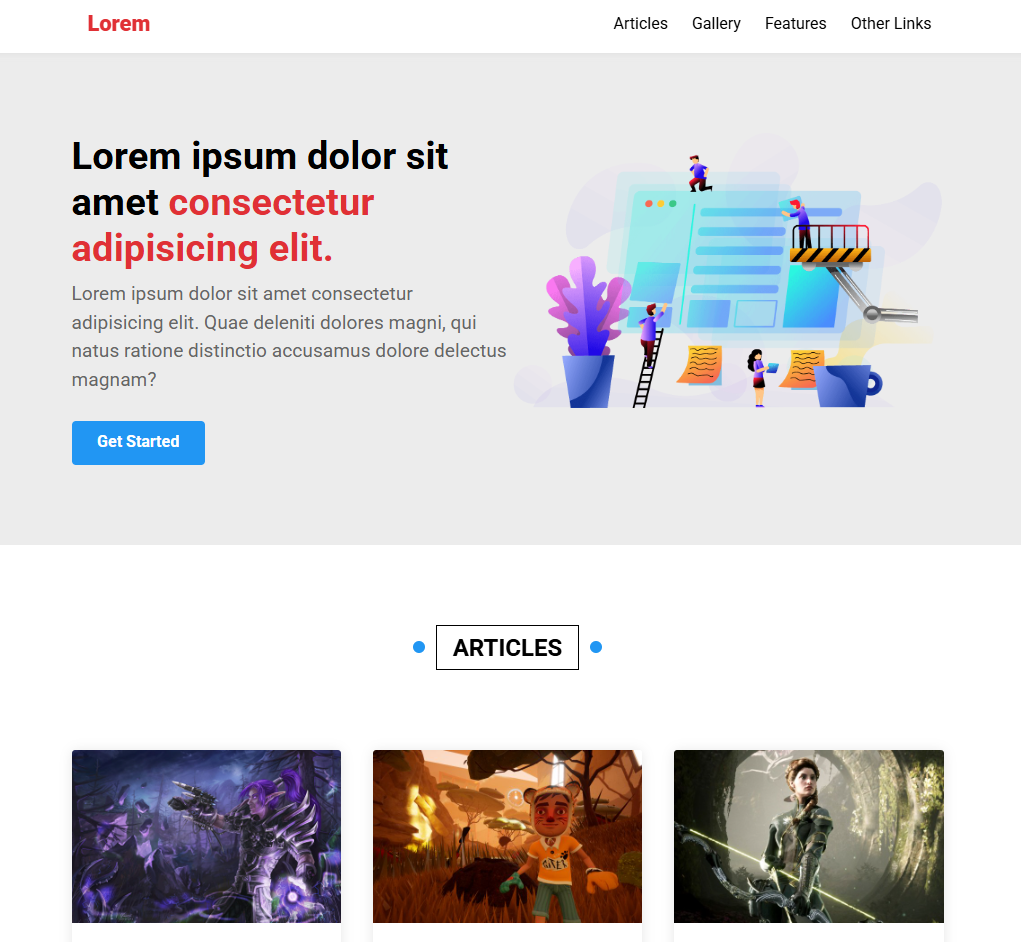 Lorem
Articles Gallery Features Other Links
Lorem ipsum dolor sit
amet consectetur
adipisicing elit.
Lorem ipsum dolor sit amet consectetur
adipisicing elit. Quae deleniti dolores magni, qui
natus ratione distinctio accusamus dolore delectus
magnam?
Get Started
ARTICLES